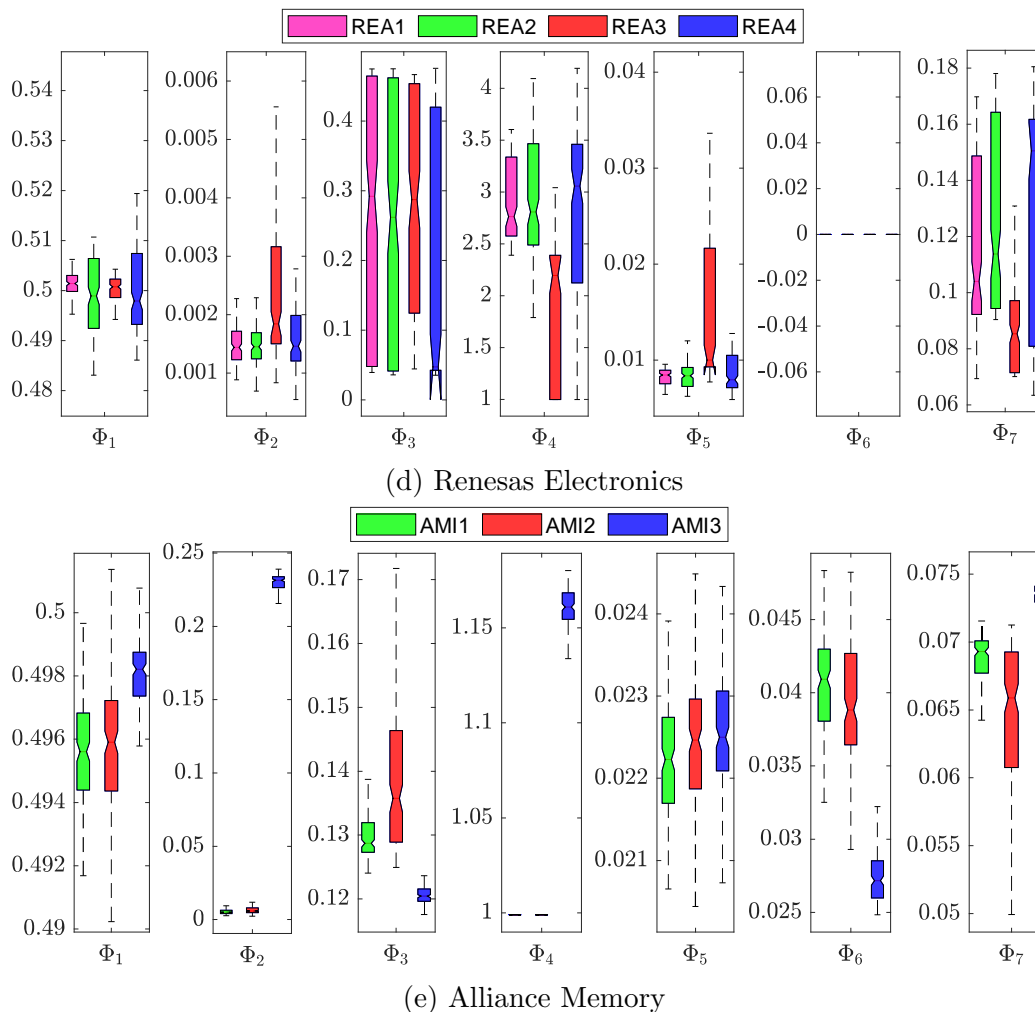 REA1 REA2 REA3 REA4
0.54 0.53 0.52 0.51 0.5 0.49 0.48
0.006 0.005 0.004 0.003 0.002 0.001
0.4 0.3 0.2 0.1 0
4 3.5 3 2.5 2 1.5 1
0.04 0.03 0.02 0.01
0.06 0.04 0.02 0 -0.02 -0.04 -0.06
0.18 0.16 0.14 0.12 0.1 0.08 0.06
Φ1 Φ2 Φ3 Φ4 Φ5 Φ6 Φ7
(d) Renesas Electronics
AMI1 AMI2 AMI3
0.5 0.498 0.496 0.494 0.492 0.49
0.25 0.2 0.15 0.1 0.05 0
0.17 0.16 0.15 0.14 0.13 0.12
1.15 1.1 1.05 1
0.024 0.023 0.022 0.021
0.045 0.04 0.035 0.03 0.025
0.075 0.07 0.065 0.06 0.055 0.05
Φ1 Φ2 Φ3 Φ4 Φ5 Φ6 Φ7
(e) Alliance Memory